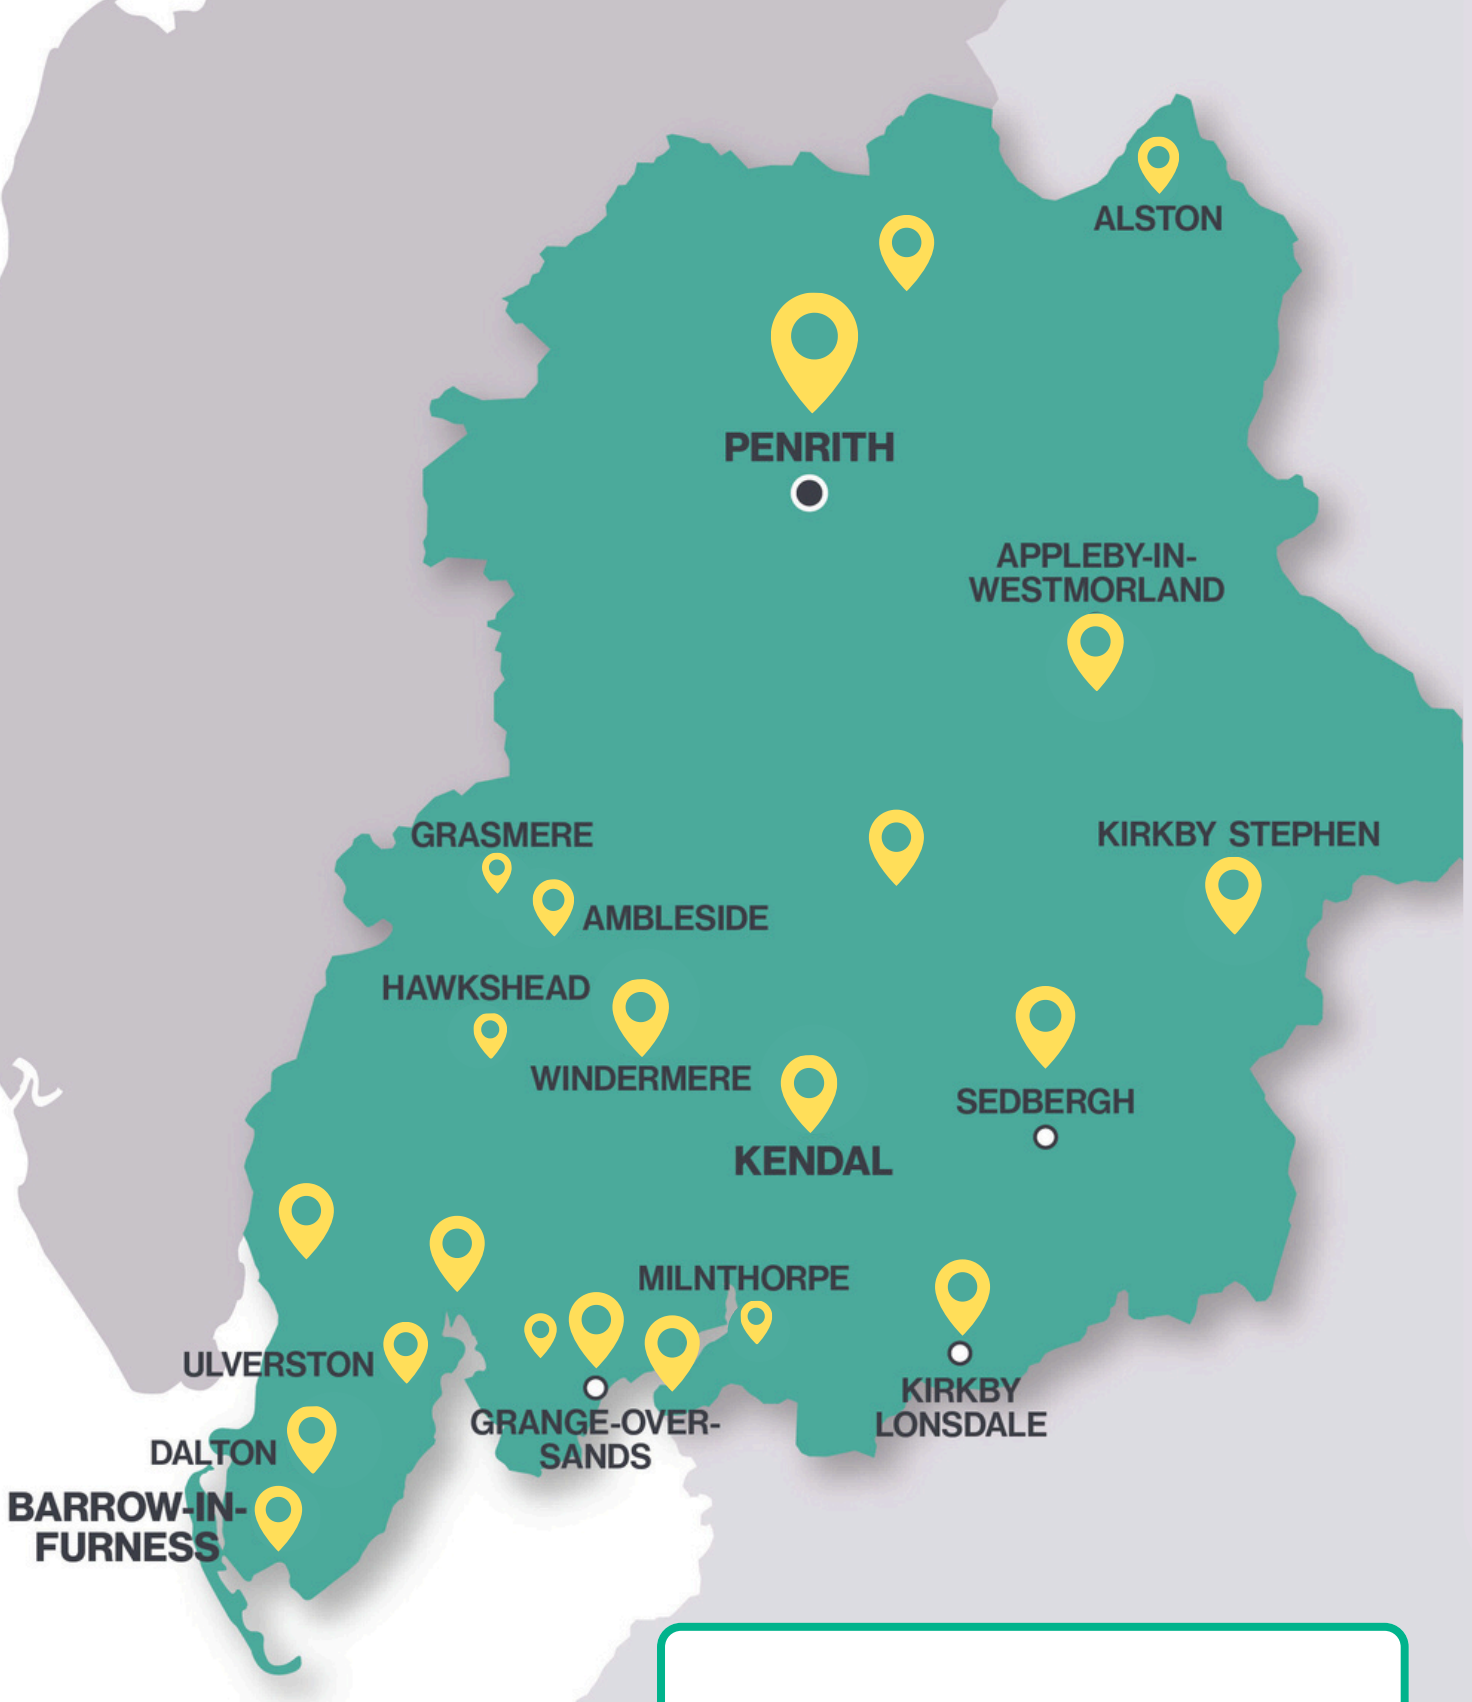 ALSTON
PENRITH
APPLEBY-IN-
WESTMORLAND
GRASMERE
KIRKBY STEPHEN
AMBLESIDE
HAWKSHEAD
WINDERMERE
SEDBERGH
KENDAL
MILNTHORPE
ULVERSTON
KIRKBY
LONSDALE
GRANGE-OVER-
SANDS
DALTON
BARROW-IN-
FURNESS